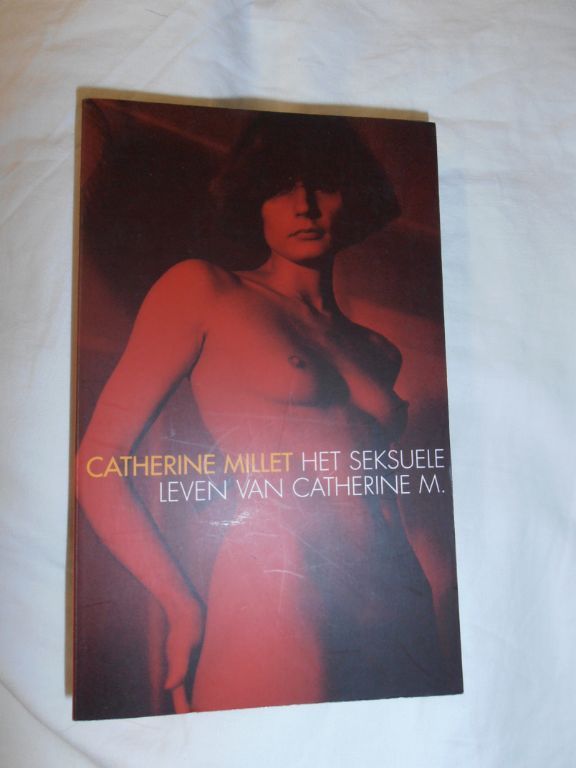 CATHERINE MILLET HET SEKSUELE
LEVEN VAN CATHERINE M.